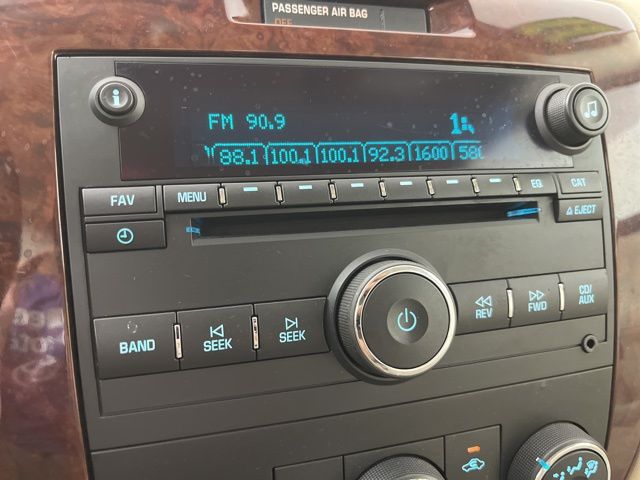 PASSENGER AIR BAG
OFF
i
FM 90.9
88.1 100.1 100.1 92.3 1600 580
FAV MENU EQ CAT
EJECT
BAND SEEK SEEK REV FWD CD/
AUX